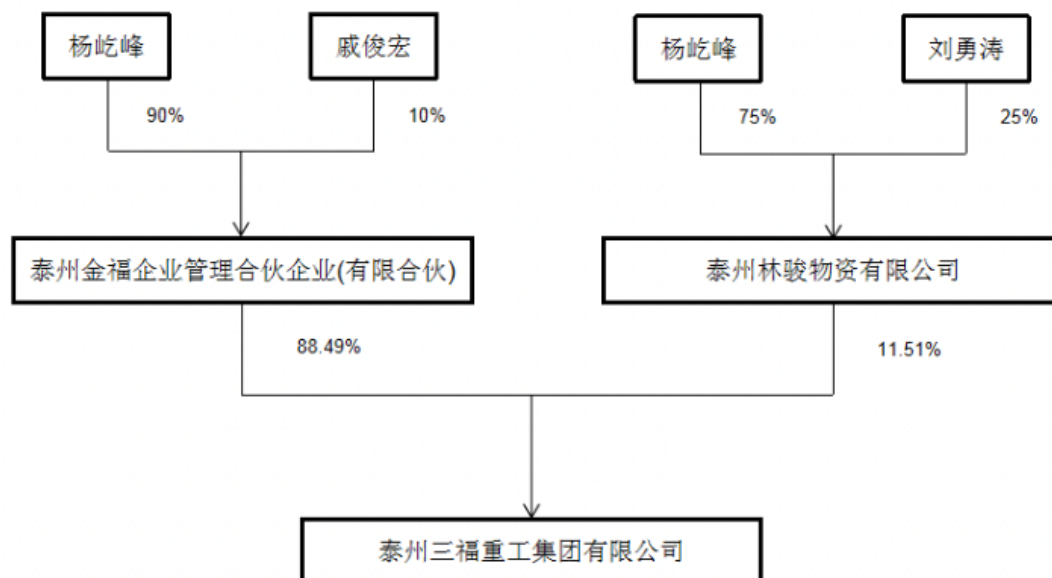 杨屹峰
戚俊宏
杨屹峰
刘勇涛
90%
10%
75%
25%
泰州金福企业管理合伙企业(有限合伙)
泰州林骏物资有限公司
88.49%
11.51%
泰州三福重工集团有限公司